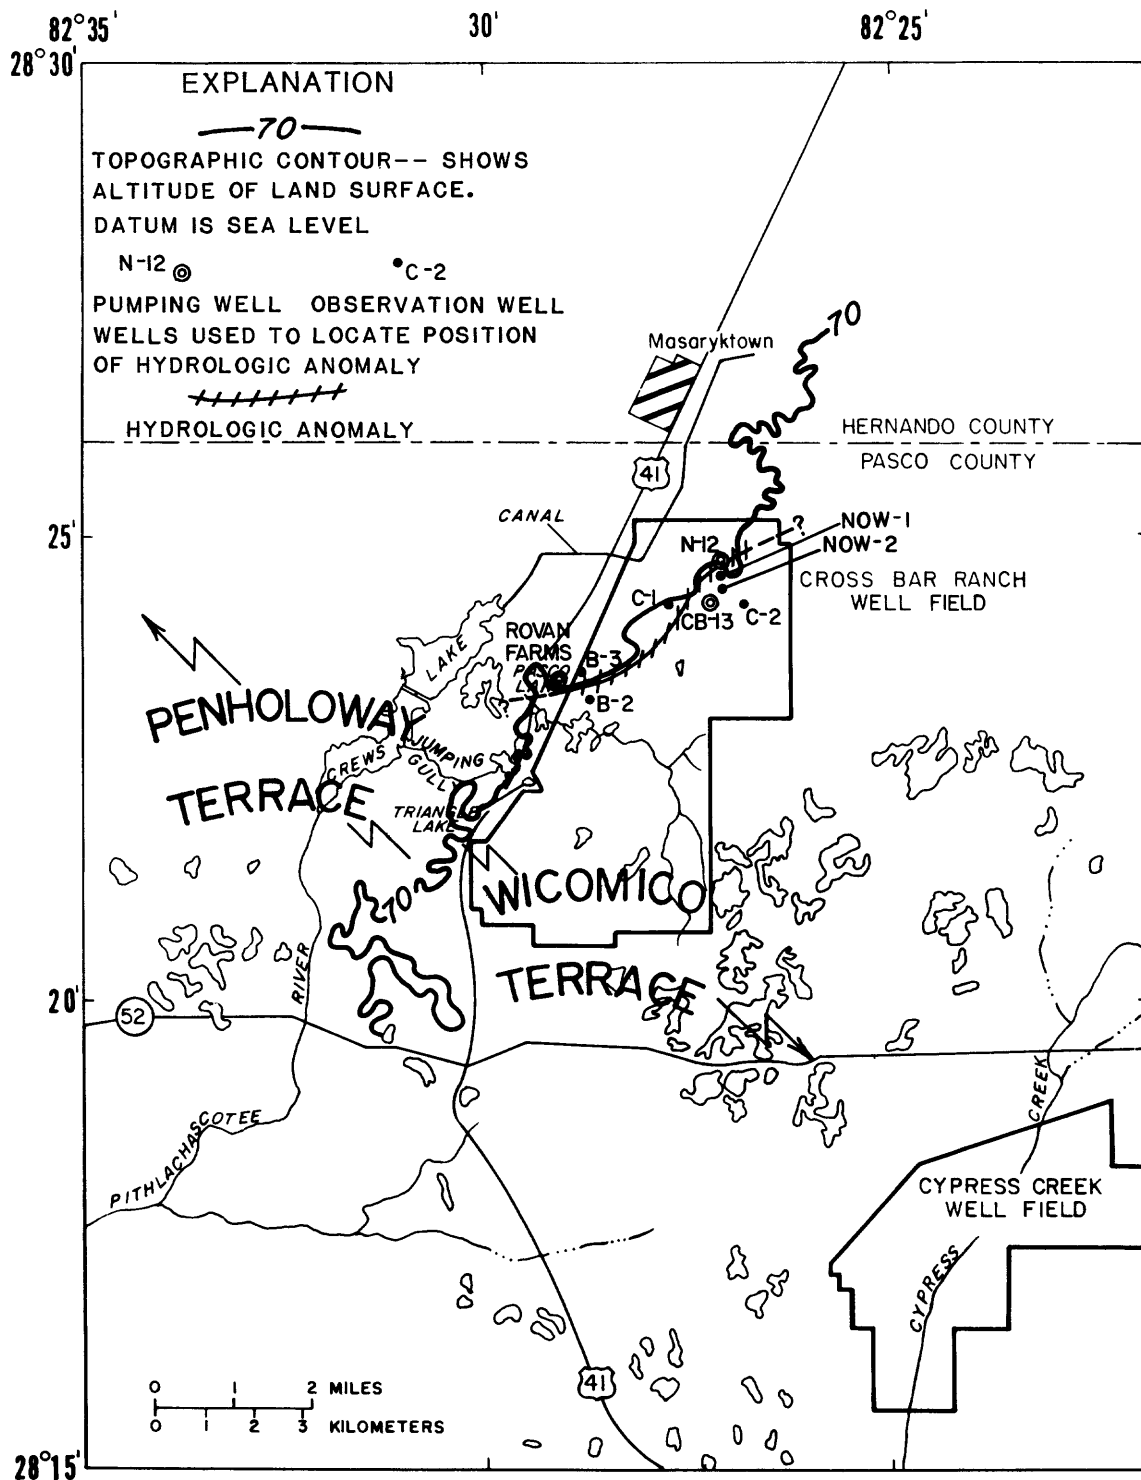 82°35'
30'
82°25'
28°30'
EXPLANATION
70
TOPOGRAPHIC CONTOUR-- SHOWS
ALTITUDE OF LAND SURFACE.
DATUM IS SEA LEVEL
N-12
C-2
PUMPING WELL OBSERVATION WELL
WELLS USED TO LOCATE POSITION
OF HYDROLOGIC ANOMALY
HYDROLOGIC ANOMALY
70
Masaryktown
HERNANDO COUNTY
PASCO COUNTY
41
CANAL
25'
?
NOW-1
N-12
NOW-2
CROSS BAR RANCH
WELL FIELD
C-1
CB-13
C-2
ROVAN
FARMS
PASCO
LAKE
B-3
B-2
LAKE
?
PENHOLOWAY
CREWS
JUMPING
GULLY
TERRACE
TRIANGLE
LAKE
70
WICOMICO
TERRACE
RIVER
20'
52
CREEK
PITHLACHASCOTEE
CYPRESS CREEK
WELL FIELD
CYPRESS
41
0 1 2 MILES
0 1 2 3 KILOMETERS
28°15'